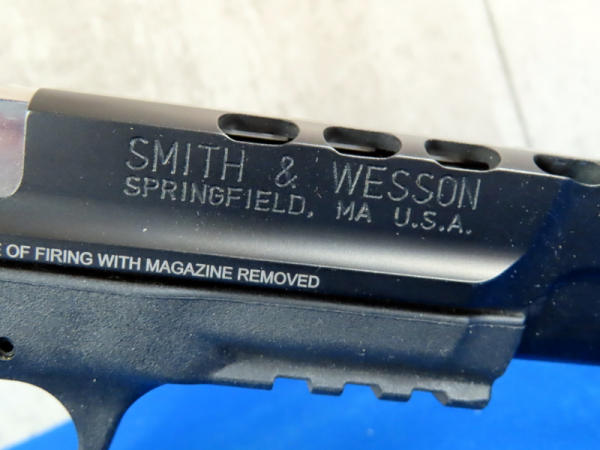 SMITH & WESSON
SPRINGFIELD, MA U.S.A.
OF FIRING WITH MAGAZINE REMOVED